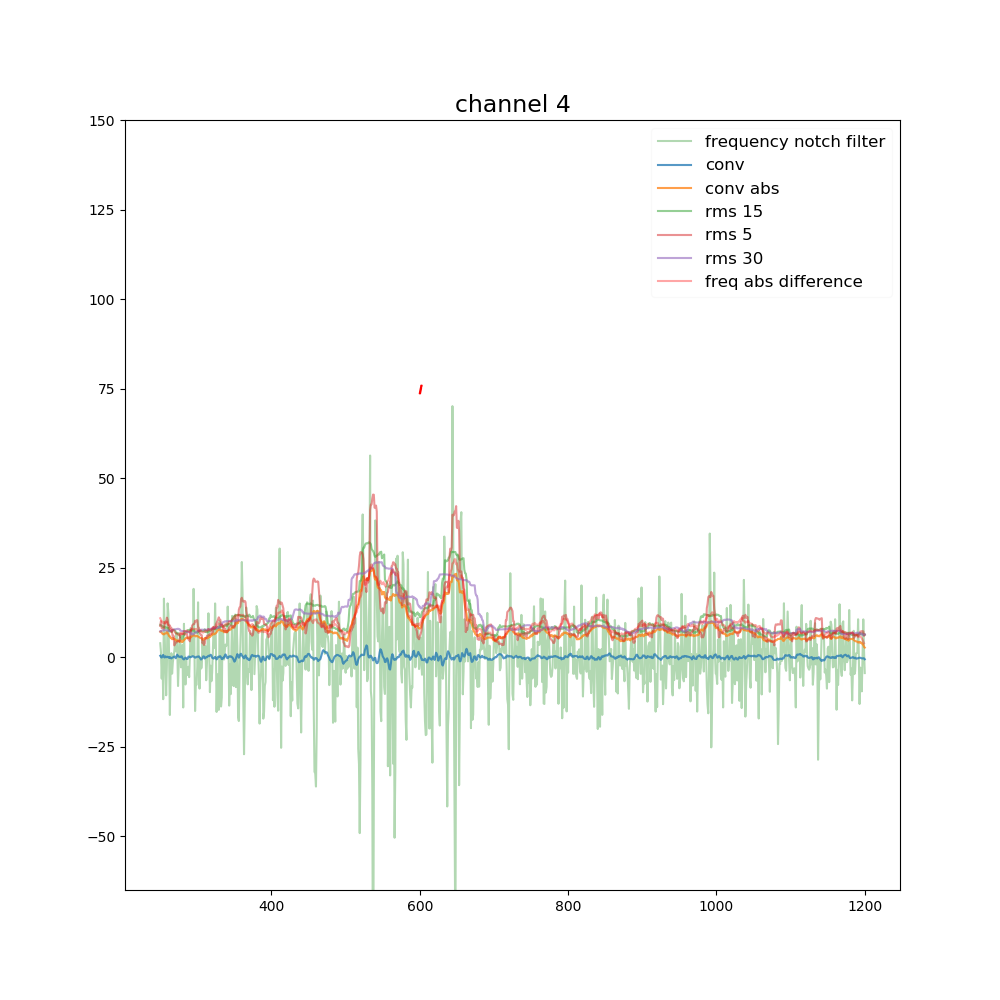 channel 4
150
125
100
75
50
25
0
−25
−50
400
600
800
1000
1200
frequency notch filter
conv
conv abs
rms 15
rms 5
rms 30
freq abs difference